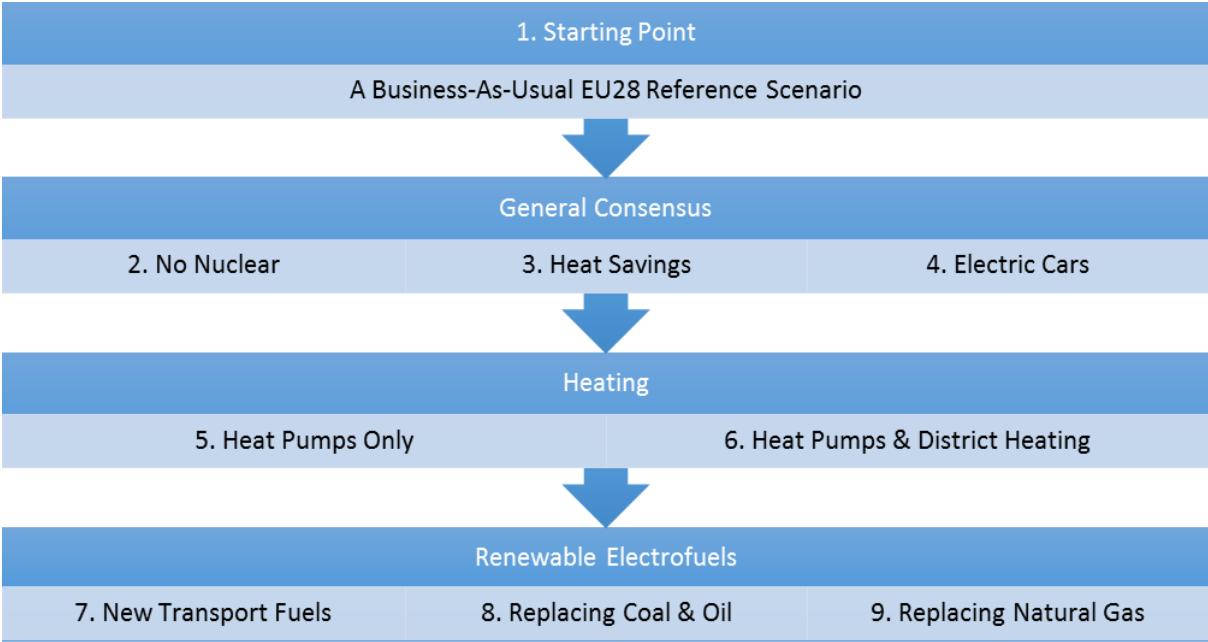 1. Starting Point
A Business-As-Usual EU28 Reference Scenario
General Consensus
2. No Nuclear
3. Heat Savings
4. Electric Cars
Heating
5. Heat Pumps Only
6. Heat Pumps & District Heating
Renewable Electrofuels
7. New Transport Fuels
8. Replacing Coal & Oil
9. Replacing Natural Gas